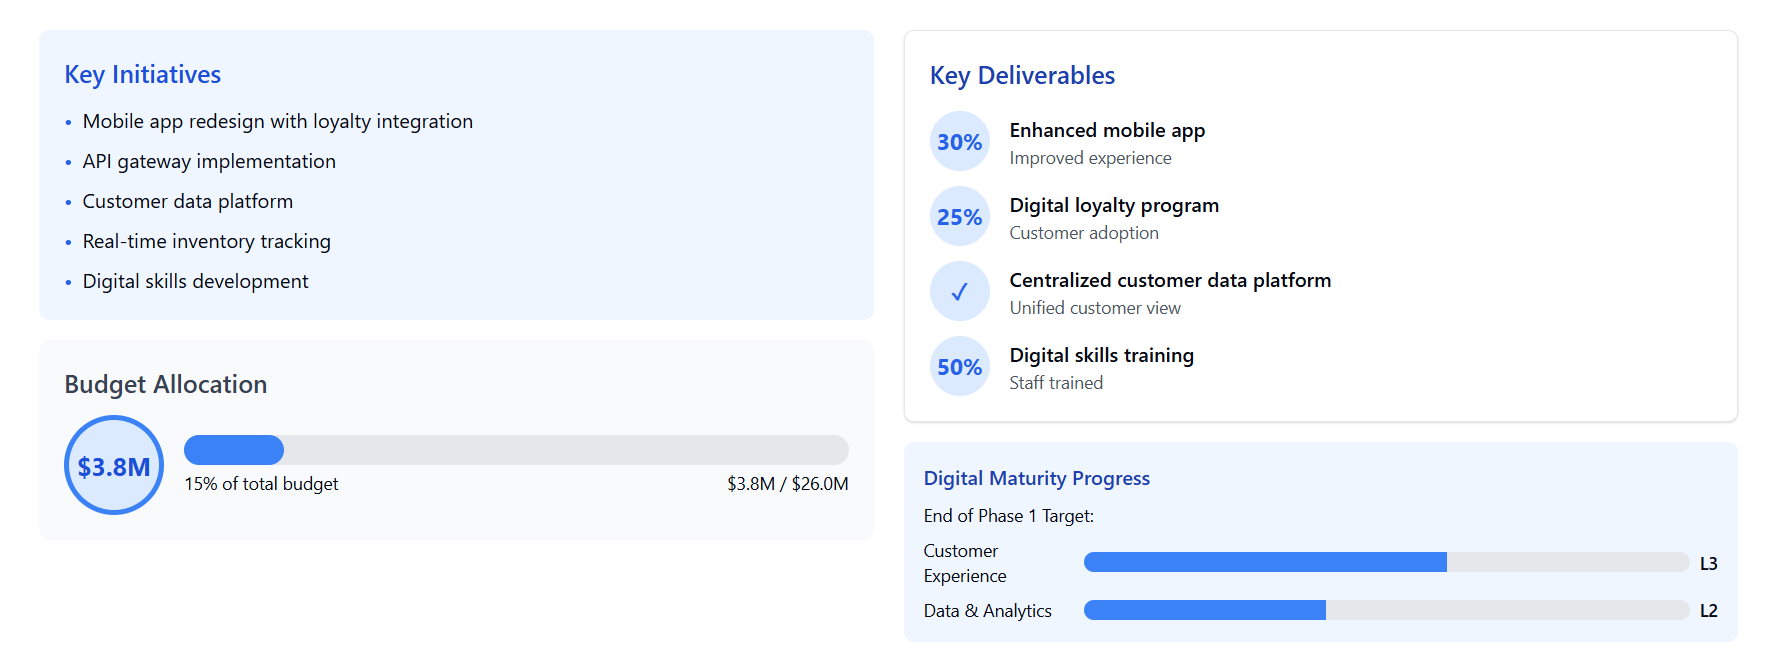 Key Initiatives
• Mobile app redesign with loyalty integration
• API gateway implementation
• Customer data platform
• Real-time inventory tracking
• Digital skills development
Budget Allocation
$3.8M
15% of total budget
$3.8M / $26.0M
Key Deliverables
30%
Enhanced mobile app
Improved experience
25%
Digital loyalty program
Customer adoption
✓
Centralized customer data platform
Unified customer view
50%
Digital skills training
Staff trained
Digital Maturity Progress
End of Phase 1 Target:
Customer
Experience
L3
Data & Analytics
L2